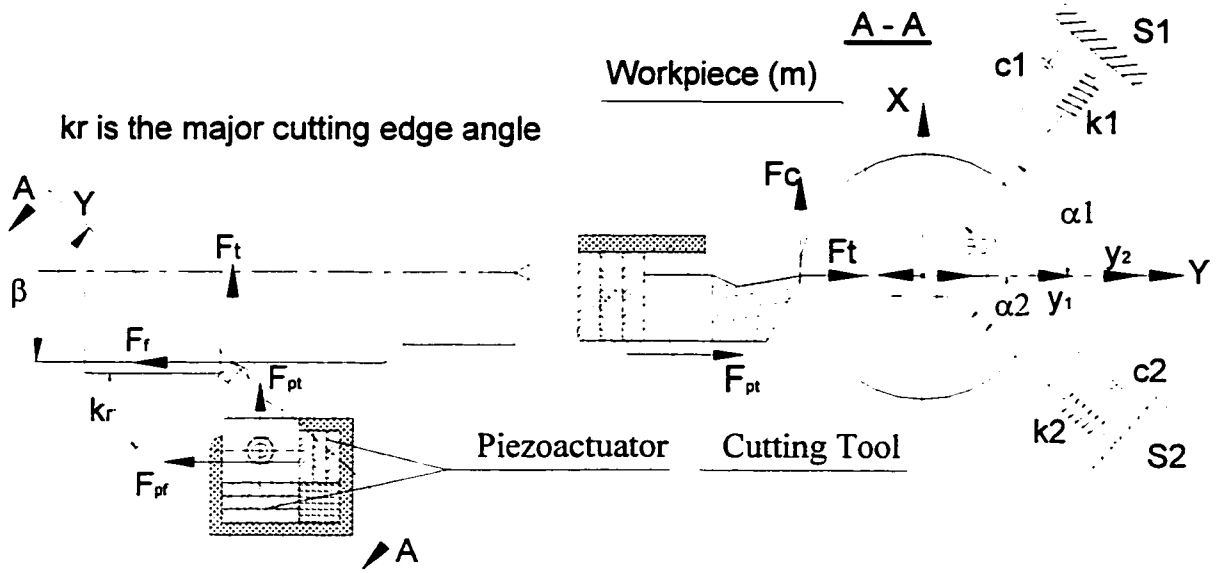 A - A
S1
Workpiece (m)
c1
X
k1
kr is the major cutting edge angle
A
Y
Fc
α1
Ft
Ft
y2
Y
β
α2
y1
Ff
Fpt
Fpt
kr
c2
k2
Piezoactuator
Cutting Tool
S2
Fpf
A